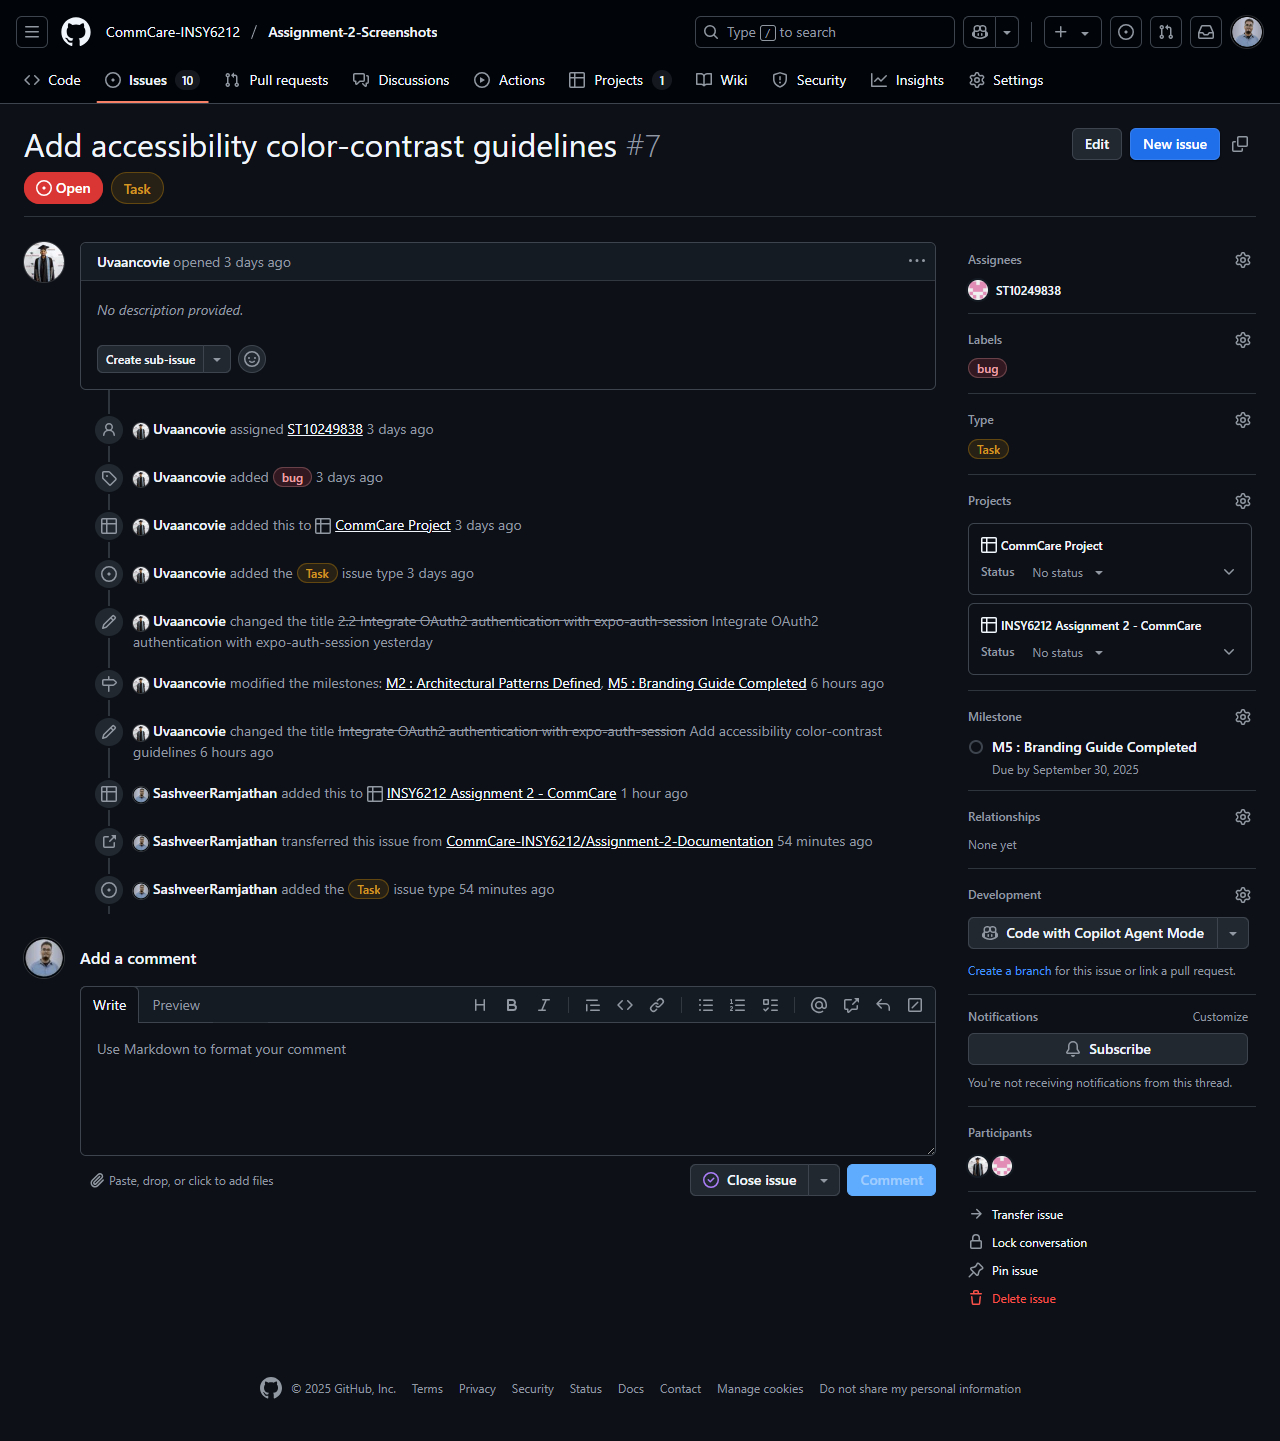 CommCare-INSY6212 / Assignment-2-Screenshots
Type / to search
Code
Issues 10
Pull requests
Discussions
Actions
Projects 1
Wiki
Security
Insights
Settings
Add accessibility color-contrast guidelines #7
Edit
New issue
Open
Task
Uvaancovie opened 3 days ago
No description provided.
Create sub-issue
Uvaancovie assigned ST10249838 3 days ago
Uvaancovie added bug 3 days ago
Uvaancovie added this to CommCare Project 3 days ago
Uvaancovie added the Task issue type 3 days ago
Uvaancovie changed the title 2.2 Integrate OAuth2 authentication with expo-auth-session Integrate OAuth2
authentication with expo-auth-session yesterday
Uvaancovie modified the milestones: M2 : Architectural Patterns Defined, M5 : Branding Guide Completed 6 hours ago
Uvaancovie changed the title Integrate OAuth2 authentication with expo-auth-session Add accessibility color-contrast
guidelines 6 hours ago
SashveerRamjathan added this to INSY6212 Assignment 2 - CommCare 1 hour ago
SashveerRamjathan transferred this issue from CommCare-INSY6212/Assignment-2-Documentation 54 minutes ago
SashveerRamjathan added the Task issue type 54 minutes ago
Add a comment
Write
Preview
Use Markdown to format your comment
Paste, drop, or click to add files
Close issue
Comment
Assignees
ST10249838
Labels
bug
Type
Task
Projects
CommCare Project
Status No status
INSY6212 Assignment 2 - CommCare
Status No status
Milestone
M5 : Branding Guide Completed
Due by September 30, 2025
Relationships
None yet
Development
Code with Copilot Agent Mode
Create a branch for this issue or link a pull request.
Notifications
Customize
Subscribe
You're not receiving notifications from this thread.
Participants
Transfer issue
Lock conversation
Pin issue
Delete issue
© 2025 GitHub, Inc.
Terms
Privacy
Security
Status
Docs
Contact
Manage cookies
Do not share my personal information